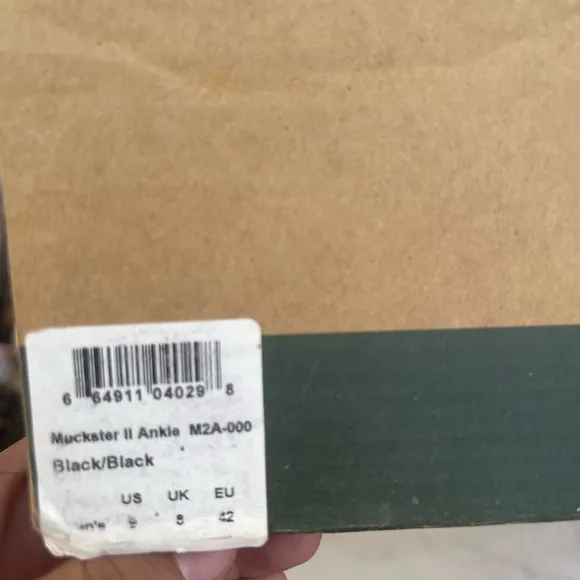 6 64911 04029 8
Muckster II Ankle M2A-000
Black/Black
US UK EU
9 8 42